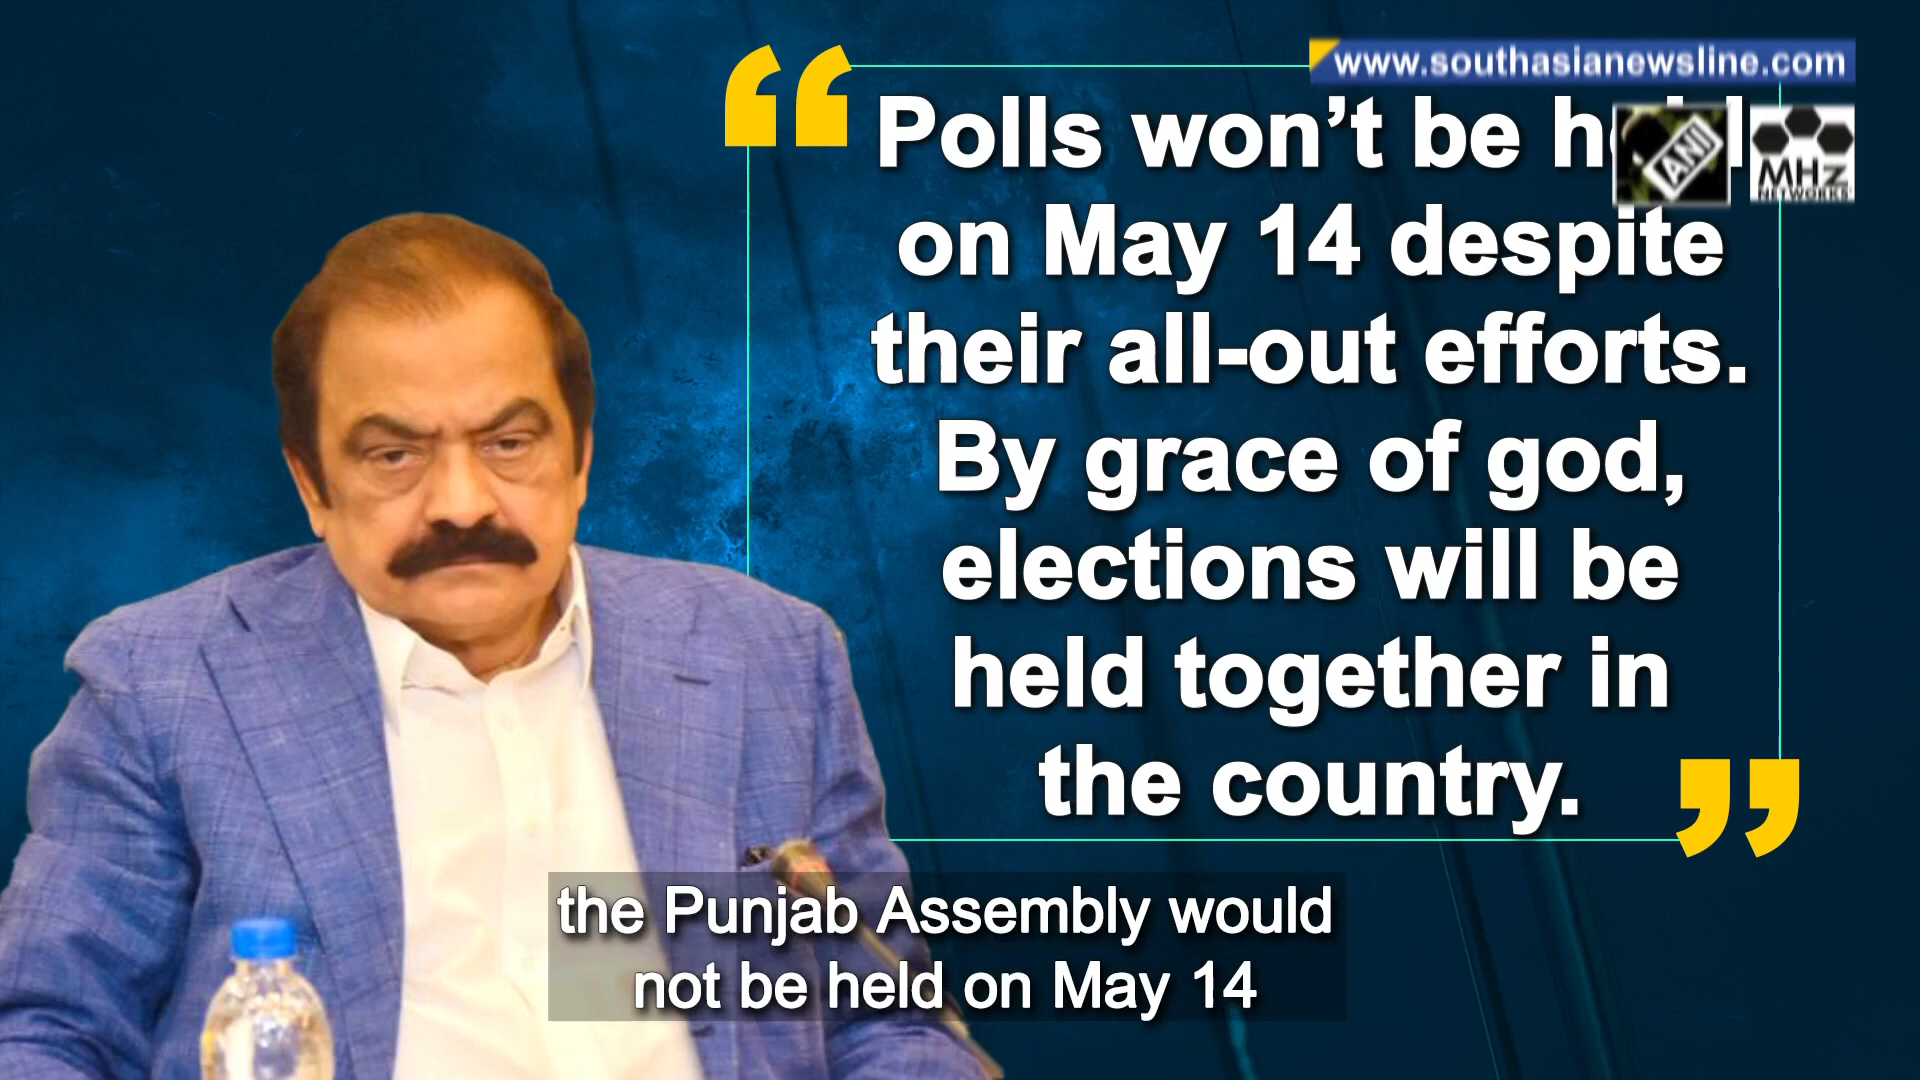 www.southasianewsline.com
Polls won’t be held
ANI
MHz
NETWORKS
on May 14 despite
their all-out efforts.
By grace of god,
elections will be
held together in
the country.
the Punjab Assembly would
not be held on May 14